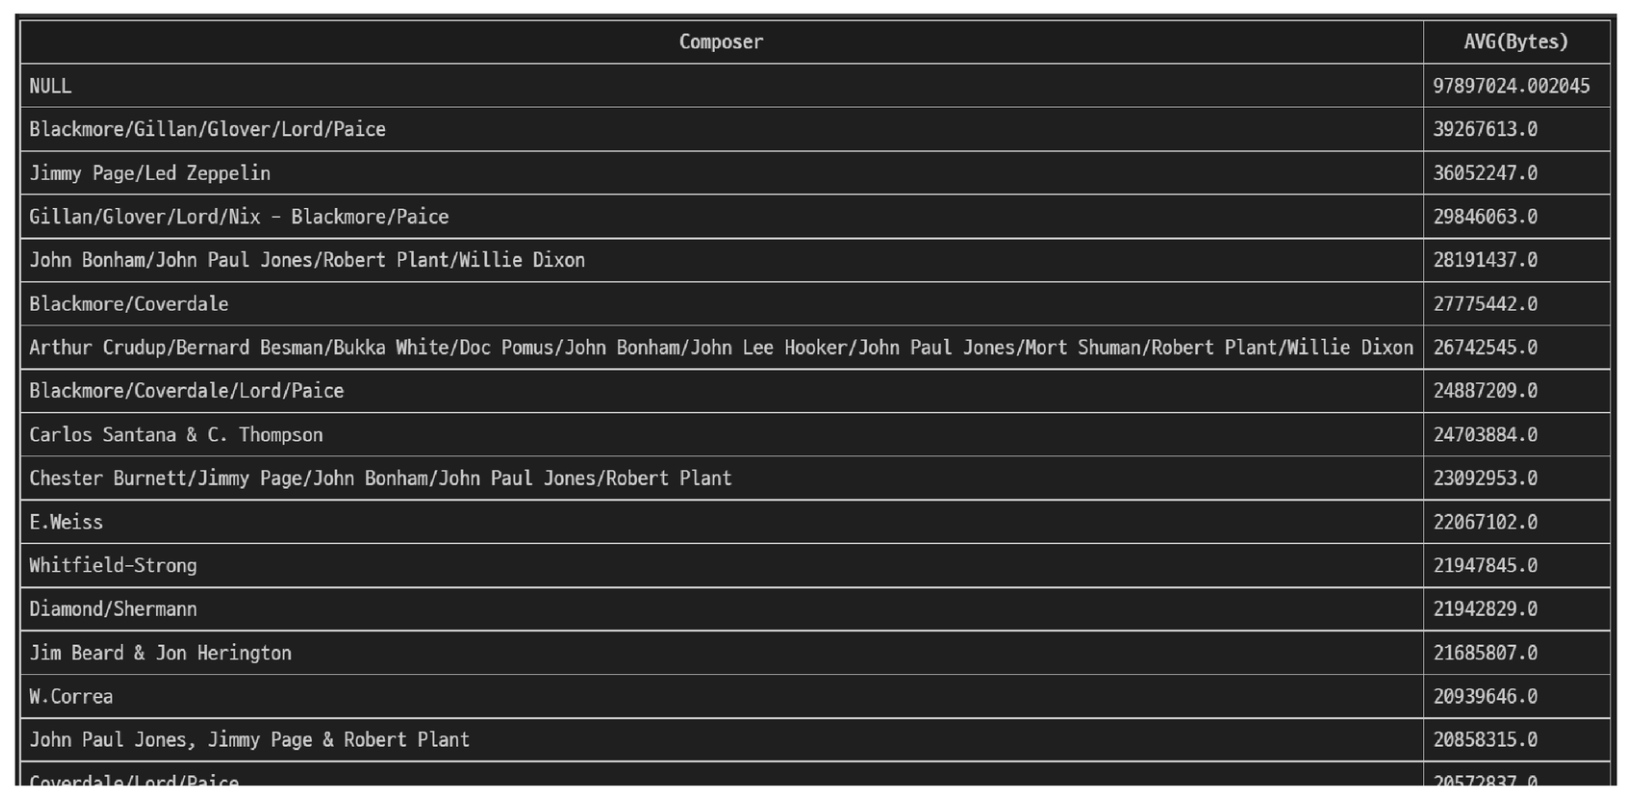 Composer AVG(Bytes)
NULL 97897024.002045
Blackmore/Gillan/Glover/Lord/Paice 39267613.0
Jimmy Page/Led Zeppelin 36052247.0
Gillan/Glover/Lord/Nix - Blackmore/Paice 29846063.0
John Bonham/John Paul Jones/Robert Plant/Willie Dixon 28191437.0
Blackmore/Coverdale 27775442.0
Arthur Crudup/Bernard Besman/Bukka White/Doc Pomus/John Bonham/John Lee Hooker/John Paul Jones/Mort Shuman/Robert Plant/Willie Dixon 26742545.0
Blackmore/Coverdale/Lord/Paice 24887209.0
Carlos Santana & C. Thompson 24703884.0
Chester Burnett/Jimmy Page/John Bonham/John Paul Jones/Robert Plant 23092953.0
E.Weiss 22067102.0
Whitfield-Strong 21947845.0
Diamond/Shermann 21942829.0
Jim Beard & Jon Herington 21685807.0
W.Correa 20939646.0
John Paul Jones, Jimmy Page & Robert Plant 20858315.0
Coverdale/Lord/Paice 20572837.0